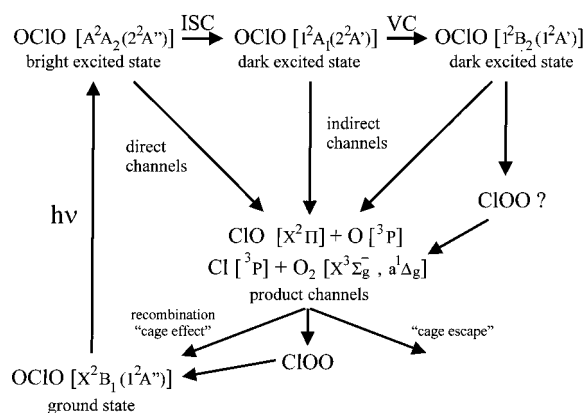 ISC
VC
OClO [A²A₂(2²A")]
OClO [1²A₁(2²A')]
OClO [1²B₂(1²A')]
bright excited state
dark excited state
dark excited state
direct
channels
indirect
channels
hν
ClOO ?
ClO [X²Π] + O [³P]
Cl [³P] + O₂ [X³Σg⁻ , a¹Δg]
product channels
recombination
"cage effect"
"cage escape"
ClOO
OClO [X²B₁(1²A")]
ground state